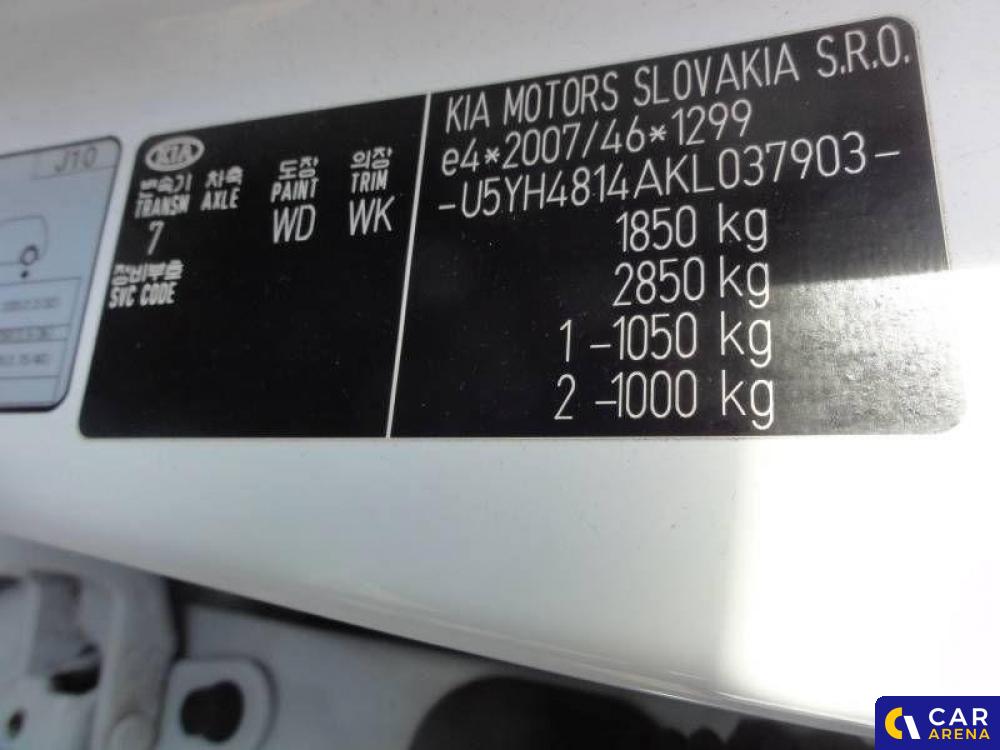 J10
KIA
변속기 차축 도장 의장
TRANSM AXLE PAINT TRIM
7 WD WK
정비부호
SVC CODE
KIA MOTORS SLOVAKIA S.R.O.
e4*2007/46*1299
-U5YH4814AKL037903-
1850 kg
2850 kg
1 -1050 kg
2 -1000 kg
CAR
ARENA